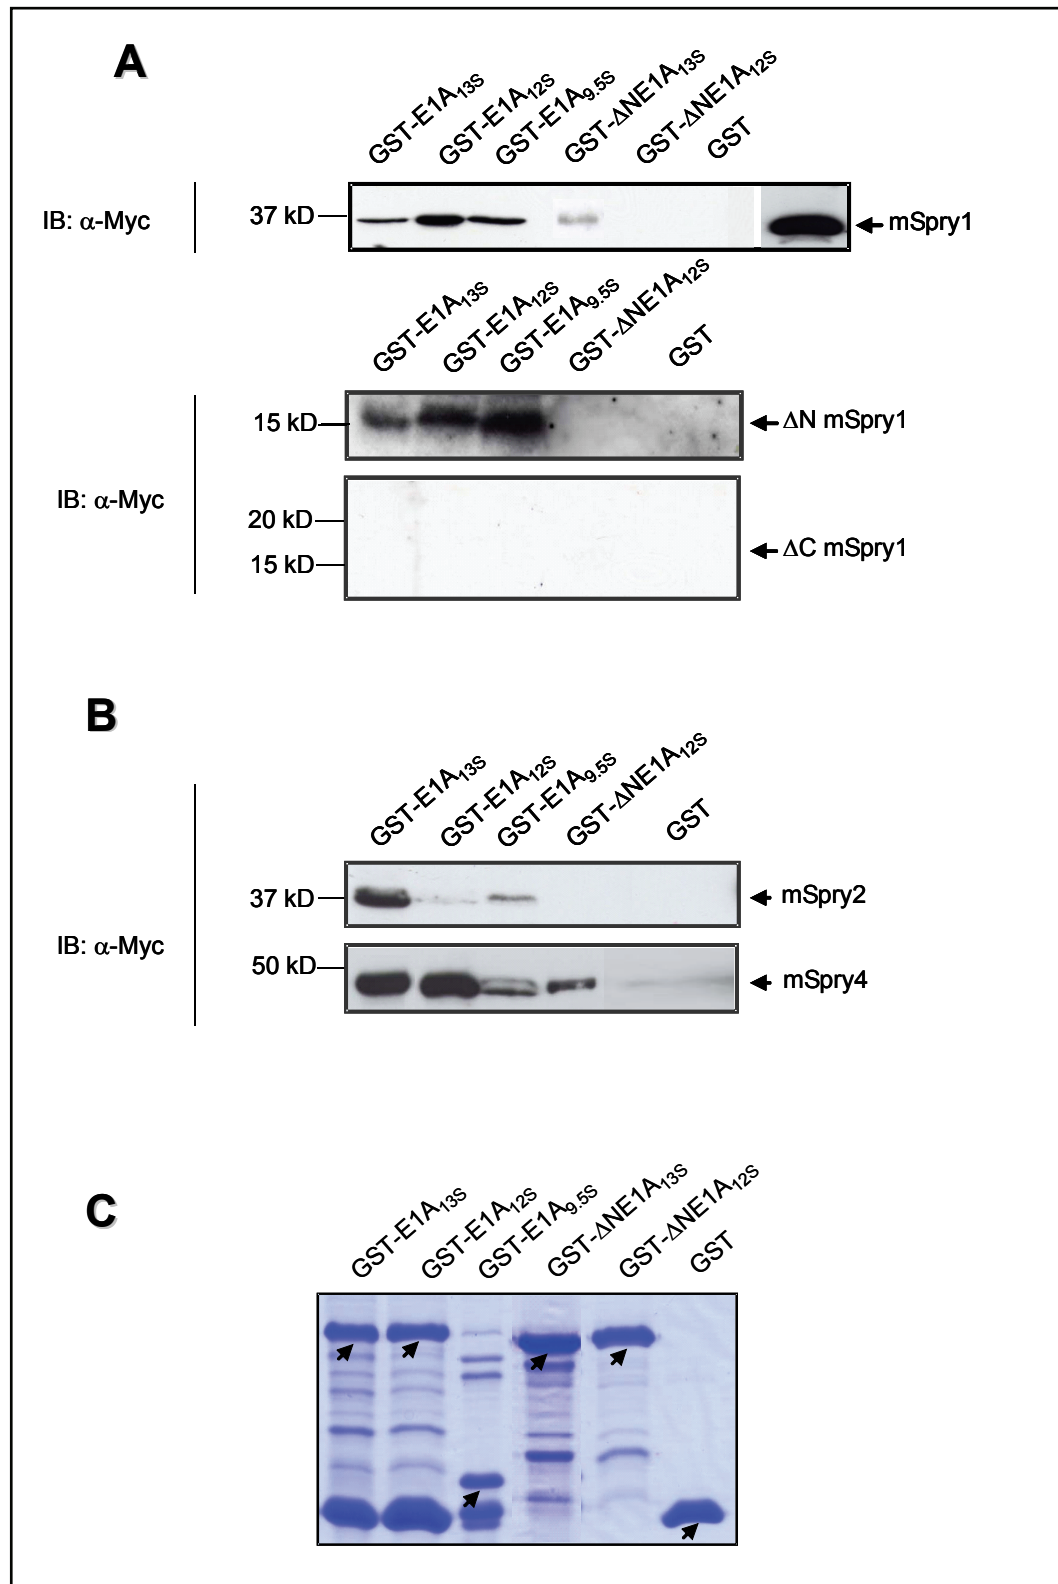 A
GST-E1A13S
GST-E1A12S
GST-E1A9.5S
GST-ΔNE1A13S
GST-ΔNE1A12S
GST
IB: α-Myc
37 kD
mSpry1
GST-E1A13S
GST-E1A12S
GST-E1A9.5S
GST-ΔNE1A12S
GST
15 kD
ΔN mSpry1
IB: α-Myc
20 kD
15 kD
ΔC mSpry1
B
GST-E1A13S
GST-E1A12S
GST-E1A9.5S
GST-ΔNE1A12S
GST
37 kD
mSpry2
IB: α-Myc
50 kD
mSpry4
C
GST-E1A13S
GST-E1A12S
GST-E1A9.5S
GST-ΔNE1A13S
GST-ΔNE1A12S
GST